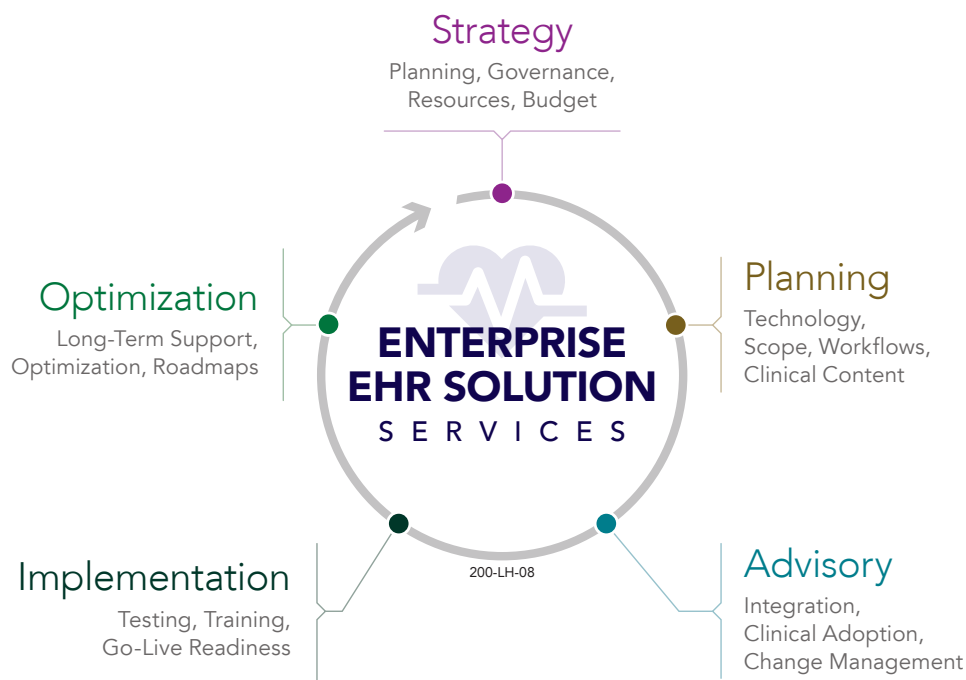 Strategy
Planning, Governance,
Resources, Budget
Planning
Technology,
Scope, Workflows,
Clinical Content
Optimization
Long-Term Support,
Optimization, Roadmaps
ENTERPRISE
EHR SOLUTION
SERVICES
Advisory
Integration,
Clinical Adoption,
Change Management
Implementation
Testing, Training,
Go-Live Readiness
200-LH-08